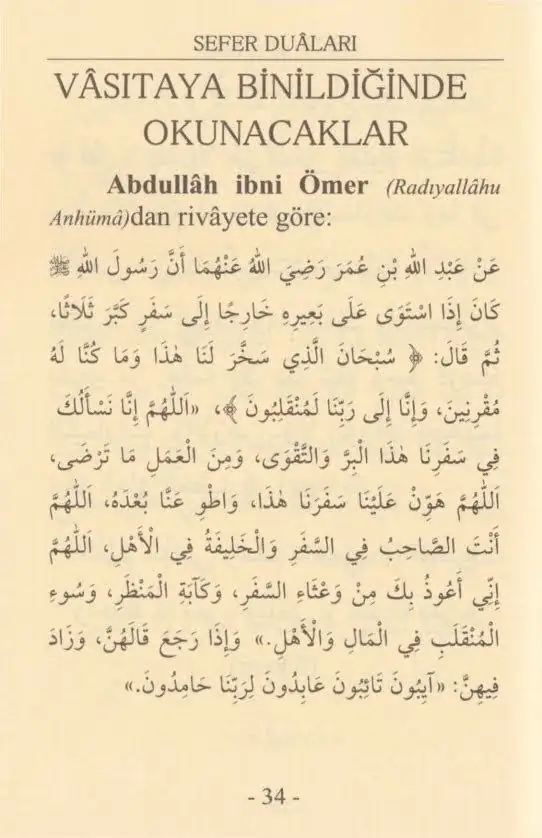 SEFER DUÂLARI
VÂSITAYA BİNİLDİĞİNDE
OKUNACAKLAR
Abdullâh ibni Ömer (Radıyallâhu
Anhümâ)dan rivâyete göre:
عَنْ عَبْدِ اللهِ بْنِ عُمَرَ رَضِيَ اللهُ عَنْهُمَا أَنَّ رَسُولَ اللهِ ﷺ
كَانَ إِذَا اسْتَوَى عَلَى بَعِيرِهِ خَارِجًا إِلَى سَفَرٍ كَبَّرَ ثَلَاثًا،
ثُمَّ قَالَ: ﴿ سُبْحَانَ الَّذِي سَخَّرَ لَنَا هٰذَا وَمَا كُنَّا لَهُ
مُقْرِنِينَ، وَإِنَّا إِلَى رَبِّنَا لَمُنْقَلِبُونَ ﴾، «اَللّٰهُمَّ إِنَّا نَسْأَلُكَ
فِي سَفَرِنَا هٰذَا الْبِرَّ وَالتَّقْوَى، وَمِنَ الْعَمَلِ مَا تَرْضَى،
اَللّٰهُمَّ هَوِّنْ عَلَيْنَا سَفَرَنَا هٰذَا، وَاطْوِ عَنَّا بُعْدَهُ، اَللّٰهُمَّ
أَنْتَ الصَّاحِبُ فِي السَّفَرِ وَالْخَلِيفَةُ فِي الْأَهْلِ، اَللّٰهُمَّ
إِنِّي أَعُوذُ بِكَ مِنْ وَعْثَاءِ السَّفَرِ، وَكَآبَةِ الْمَنْظَرِ، وَسُوءِ
الْمُنْقَلَبِ فِي الْمَالِ وَالْأَهْلِ.» وَإِذَا رَجَعَ قَالَهُنَّ، وَزَادَ
فِيهِنَّ: «آيِبُونَ تَائِبُونَ عَابِدُونَ لِرَبِّنَا حَامِدُونَ.»
- 34 -